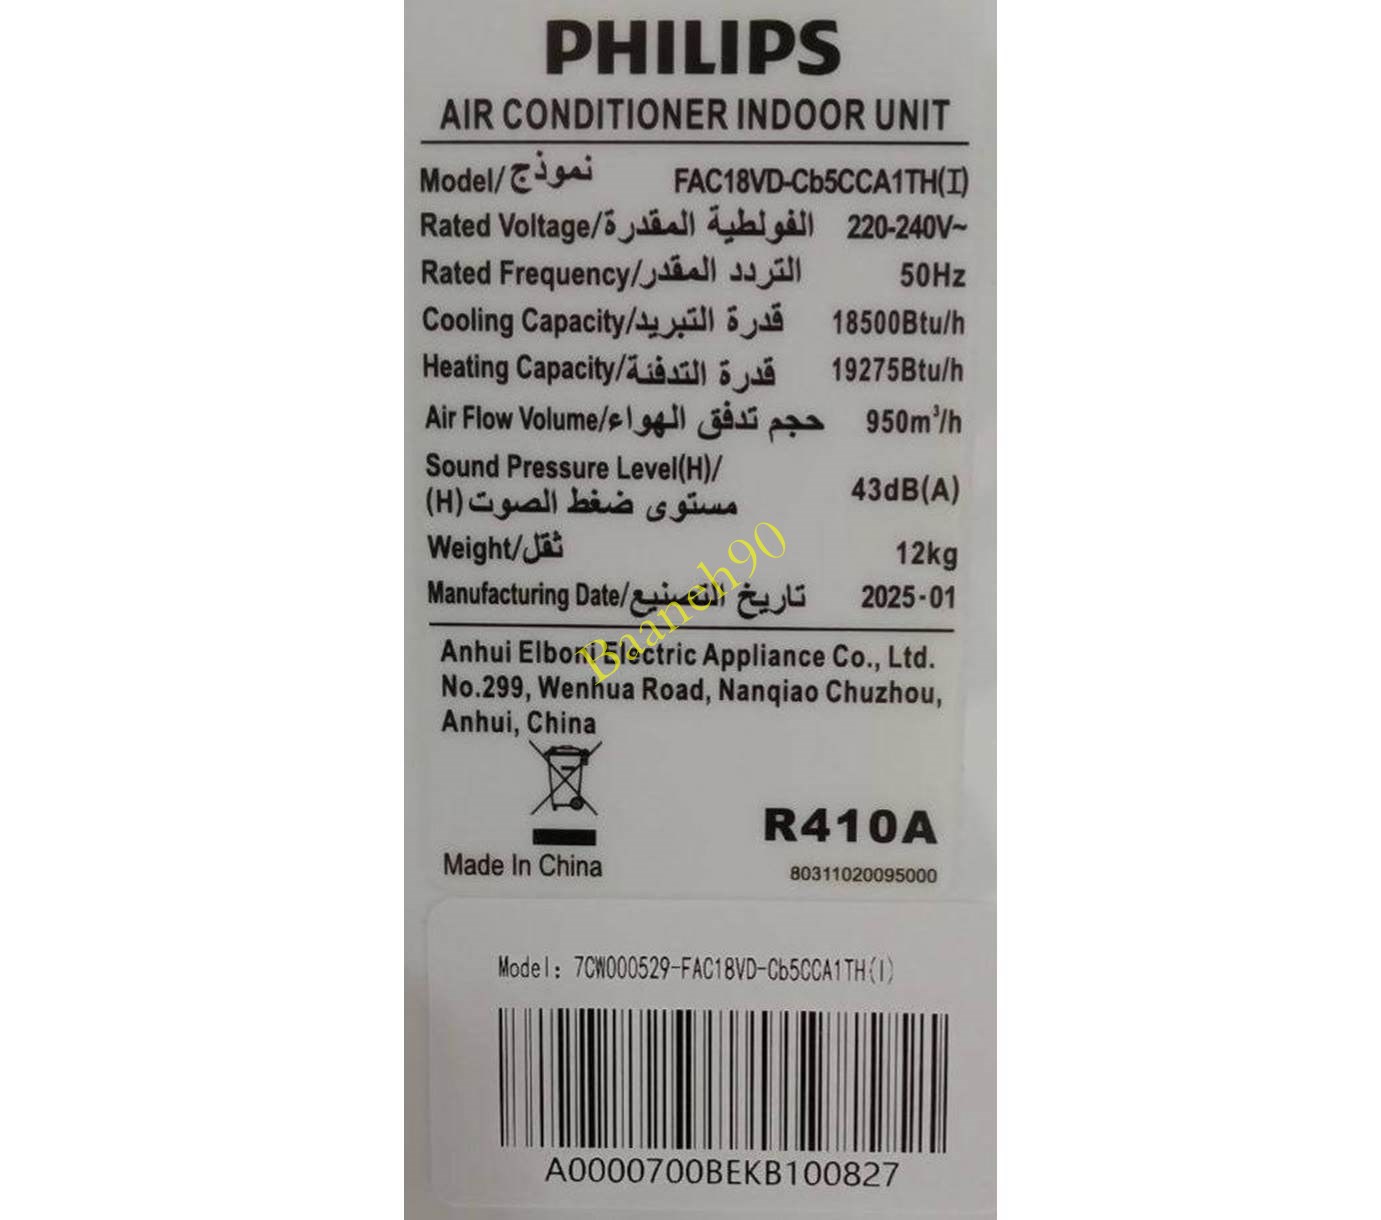 PHILIPS
AIR CONDITIONER INDOOR UNIT
Model/نموذج FAC18VD-Cb5CCA1TH(I)
Rated Voltage/الفولطية المقدرة 220-240V~
Rated Frequency/التردد المقدر 50Hz
Cooling Capacity/قدرة التبريد 18500Btu/h
Heating Capacity/قدرة التدفئة 19275Btu/h
Air Flow Volume/حجم تدفق الهواء 950m³/h
Sound Pressure Level(H)/
مستوى ضغط الصوت(H) 43dB(A)
Weight/ثقل 12kg
Manufacturing Date/تاريخ التصنيع 2025-01
Baaneh90
Anhui Elboni Electric Appliance Co., Ltd.
No.299, Wenhua Road, Nanqiao Chuzhou,
Anhui, China
R410A
Made In China 80311020095000
Model: 7CW000529-FAC18VD-Cb5CCA1TH(I)
A0000700BEKB100827